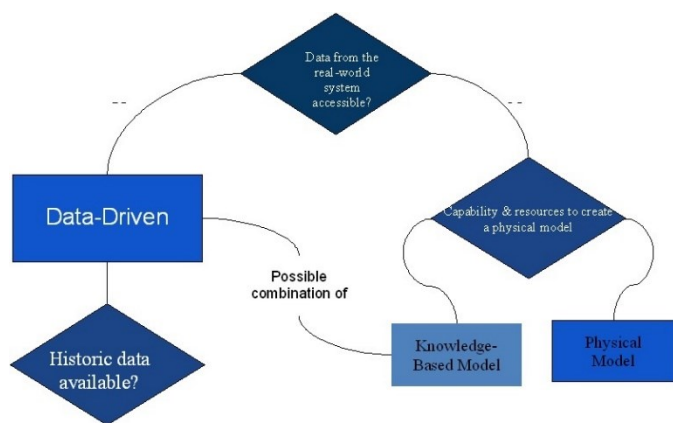 Data from the
real-world
system
accessible?
--
--
Data-Driven
Capability & resources to create
a physical model
Possible
combination of
Historic data
available?
Knowledge-
Based Model
Physical
Model